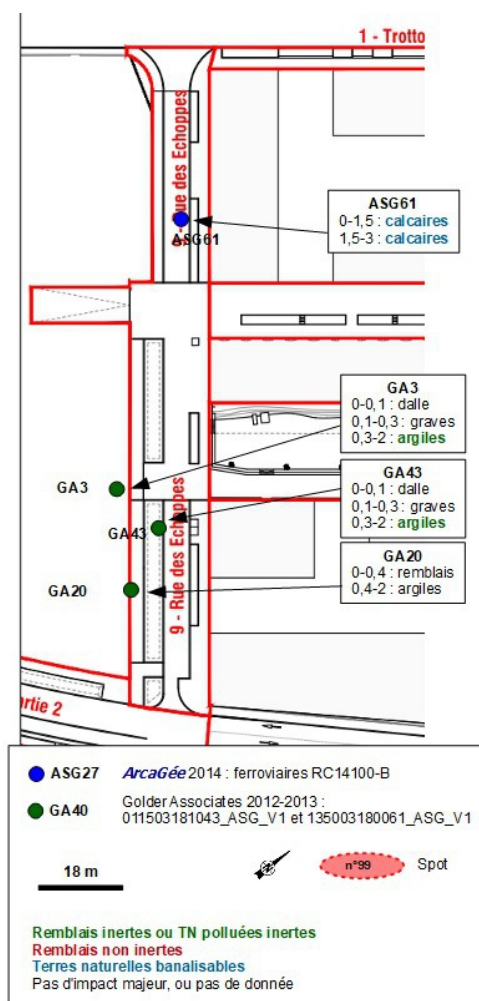 1 - Trotto
9 - Rue des Echoppes
ASG61
ASG61
0-1,5 : calcaires
1,5-3 : calcaires
GA3
0-0,1 : dalle
0,1-0,3 : graves
0,3-2 : argiles
GA3
GA43
0-0,1 : dalle
0,1-0,3 : graves
0,3-2 : argiles
GA43
GA20
0-0,4 : remblais
0,4-2 : argiles
GA20
9 - Rue des Echoppes
artie 2
ASG27 ArcaGée 2014 : ferroviaires RC14100-B
GA40 Golder Associates 2012-2013 :
011503181043_ASG_V1 et 135003180061_ASG_V1
18 m
n°99 Spot
Remblais inertes ou TN polluées inertes
Remblais non inertes
Terres naturelles banalisables
Pas d'impact majeur, ou pas de donnée